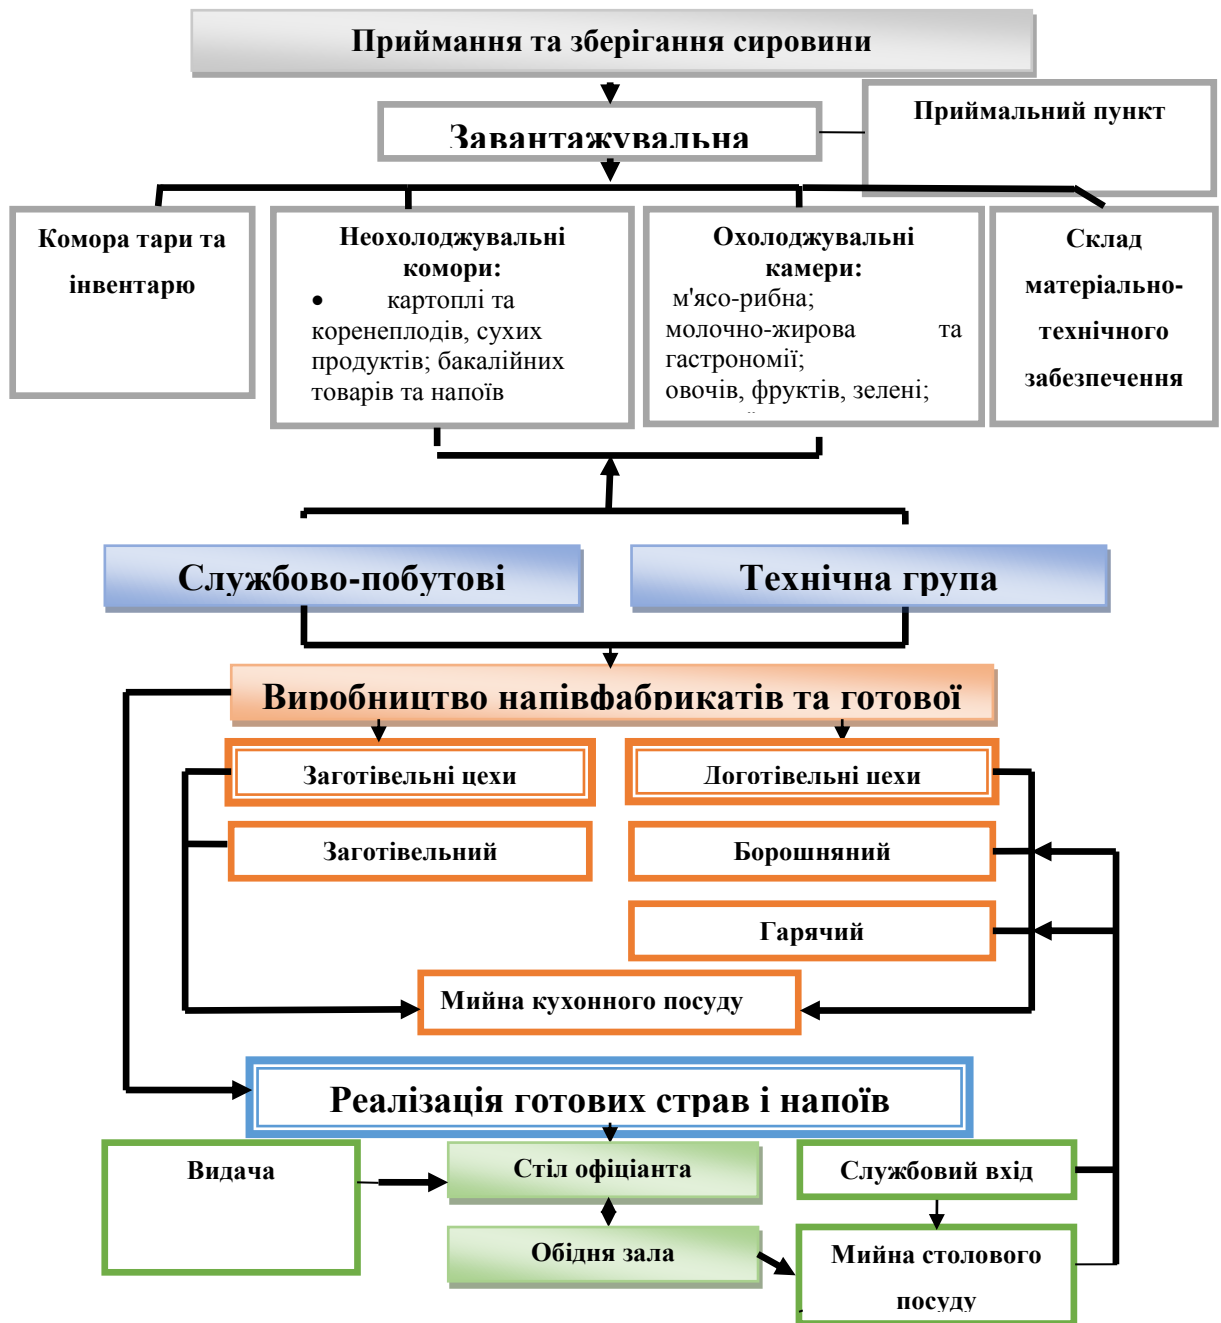 Приймання та зберігання сировини
Приймальний пункт
Завантажувальна
Комора тари та
інвентарю
Неохолоджувальні
комори:
• картоплі та
коренеплодів, сухих
продуктів; бакалійних
товарів та напоїв
Охолоджувальні
камери:
м'ясо-рибна;
молочно-жирова та
гастрономії;
овочів, фруктів, зелені;
Склад
матеріально-
технічного
забезпечення
Службово-побутові
Технічна група
Виробництво напівфабрикатів та готової
Заготівельні цехи
Доготівельні цехи
Заготівельний
Борошняний
Гарячий
Мийна кухонного посуду
Реалізація готових страв і напоїв
Видача
Стіл офіціанта
Службовий вхід
Обідня зала
Мийна столового
посуду